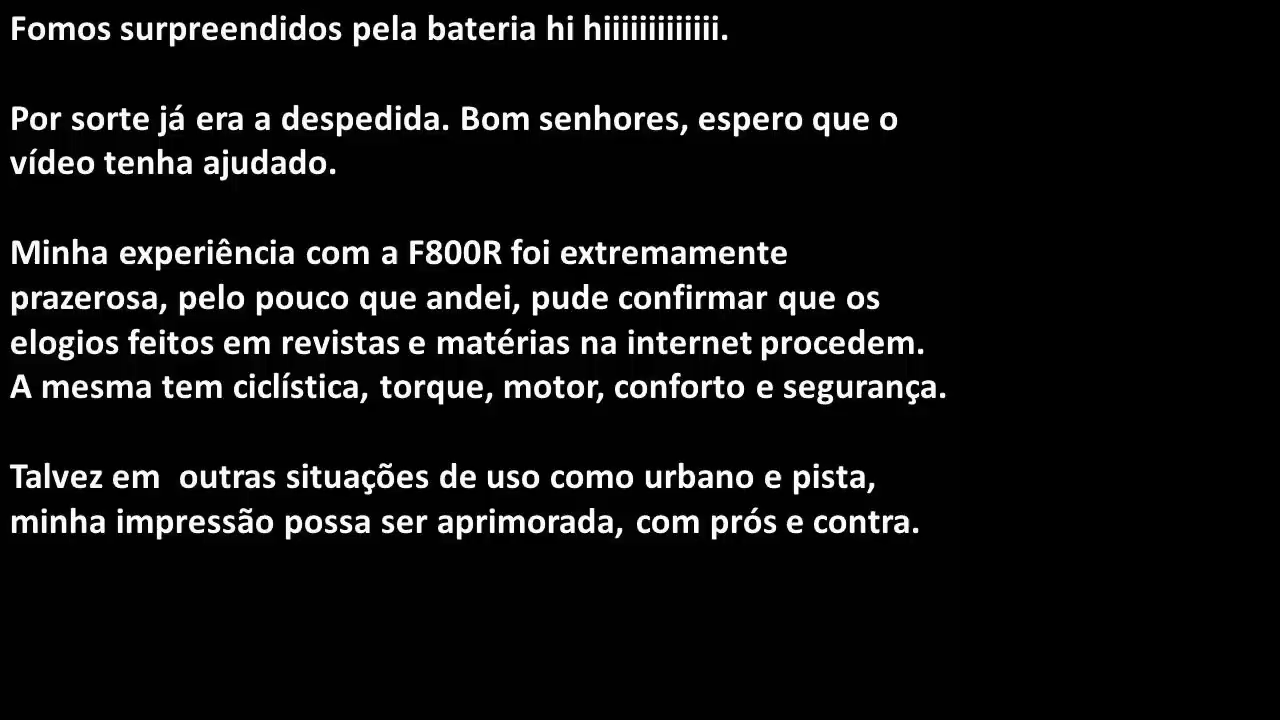 Fomos surpreendidos pela bateria hi hiiiiiiiiiiiii.
Por sorte já era a despedida. Bom senhores, espero que o
vídeo tenha ajudado.
Minha experiência com a F800R foi extremamente
prazerosa, pelo pouco que andei, pude confirmar que os
elogios feitos em revistas e matérias na internet procedem.
A mesma tem ciclística, torque, motor, conforto e segurança.
Talvez em  outras situações de uso como urbano e pista,
minha impressão possa ser aprimorada, com prós e contra.